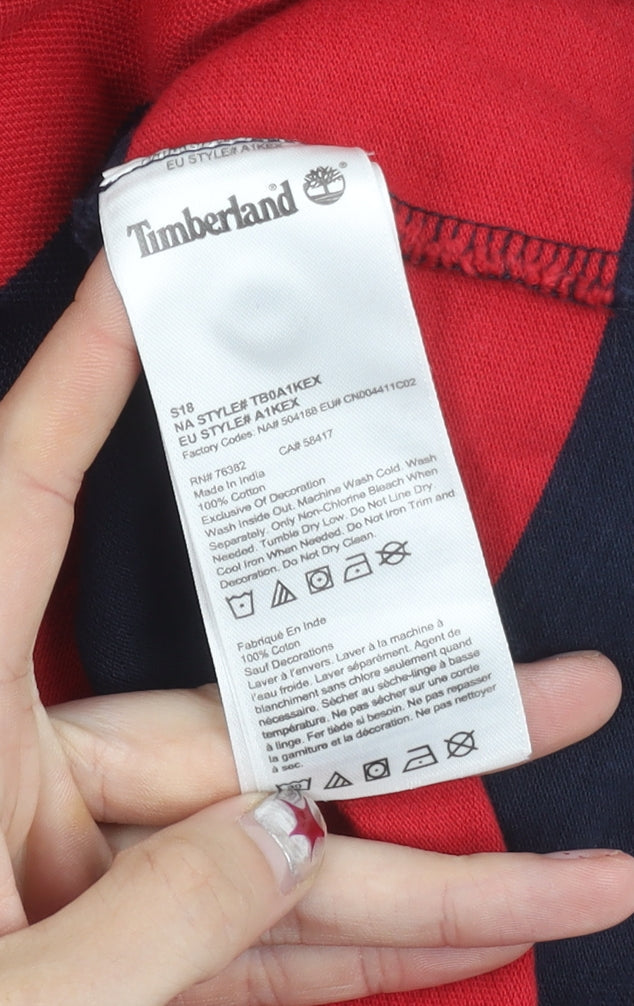 EU STYLE# A1KEX
Timberland®
®
S18
NA STYLE# TB0A1KEX
EU STYLE# A1KEX
Factory Codes: NA# 504188 EU# CN004411C02
CA# 58417
RN# 76382
Made In India
100% Cotton
Exclusive Of Decoration
Wash Inside Out. Machine Wash Cold. Wash
Separately. Only Non-Chlorine Bleach When
Needed. Tumble Dry Low. Do Not Line Dry
Cool Iron When Needed. Do Not Iron Trim and
Decoration. Do Not Dry Clean.
Fabriqué En Inde
100% Coton
Sauf Decorations
Laver à l'envers. Laver à la machine à
l'eau froide. Laver séparément. Agent de
blanchiment sans chlore seulement quand
nécessaire. Sécher au sèche-linge à basse
température. Ne pas sécher sur une corde
à linge. Fer tiède si besoin. Ne pas repasser
la garniture et la décoration. Ne pas nettoyer
à sec.